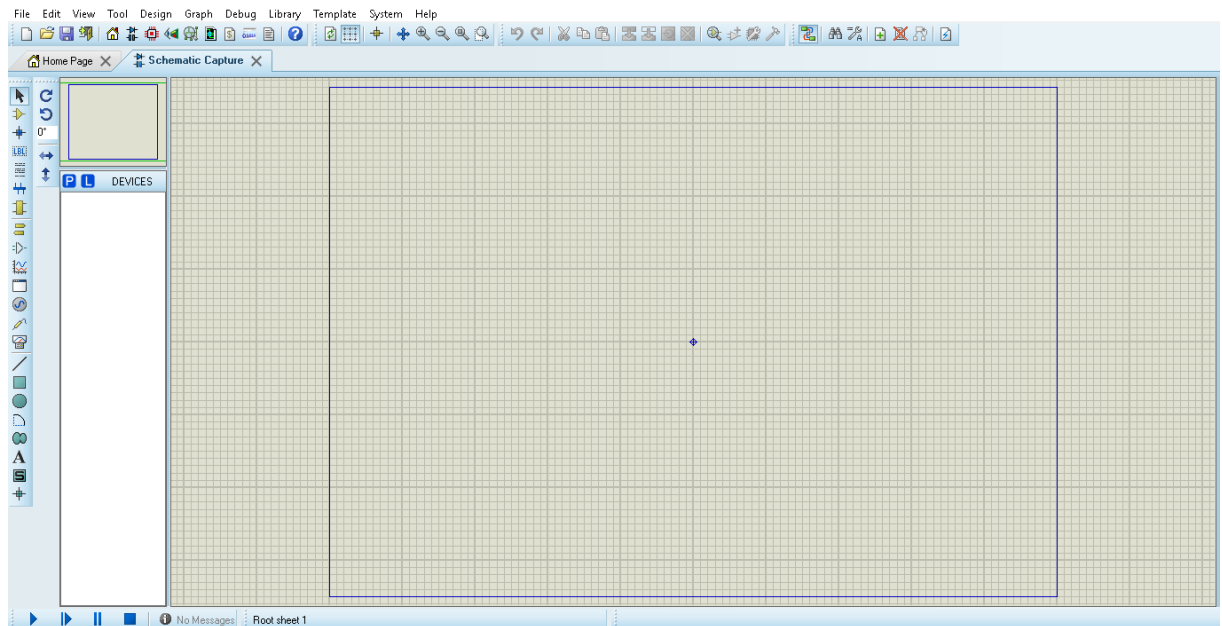 File Edit View Tool Design Graph Debug Library Template System Help
Home Page Schematic Capture
0°
LBL
P L DEVICES
A
S
No Messages Root sheet 1